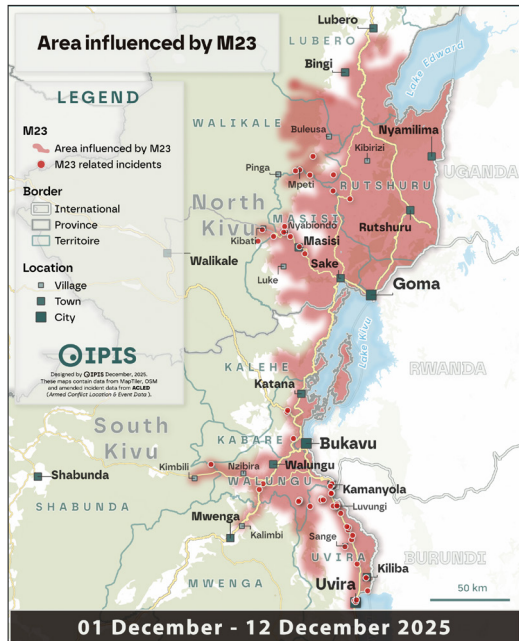 Area influenced by M23
LEGEND
M23
Area influenced by M23
M23 related incidents
Border
International
Province
Territoire
Location
Village
Town
City
IPIS
Designed by IPIS December, 2025.
These maps contain data from MapTiler, OSM
and amended incident data from ACLED
(Armed Conflict Location & Event Data ).
Lubero
LUBERO
Bingi
Lake Edward
WALIKALE
Buleusa
Nyamilima
Kibirizi
UGANDA
Pinga
Mpeti
RUTSHURU
North
Kivu
MASISI
Nyabiondo
Rutshuru
Kibati
Masisi
Walikale
Sake
Luke
Goma
Lake Kivu
KALEHE
RWANDA
Katana
South
Kivu
KABARE
Bukavu
Kimbili
Nzibira
Walungu
Shabunda
WALUNGU
Kamanyola
SHABUNDA
Luvungi
Mwenga
Kalimbi
Sange
UVIRA
BURUNDI
MWENGA
Kiliba
Uvira
50 km
01 December - 12 December 2025